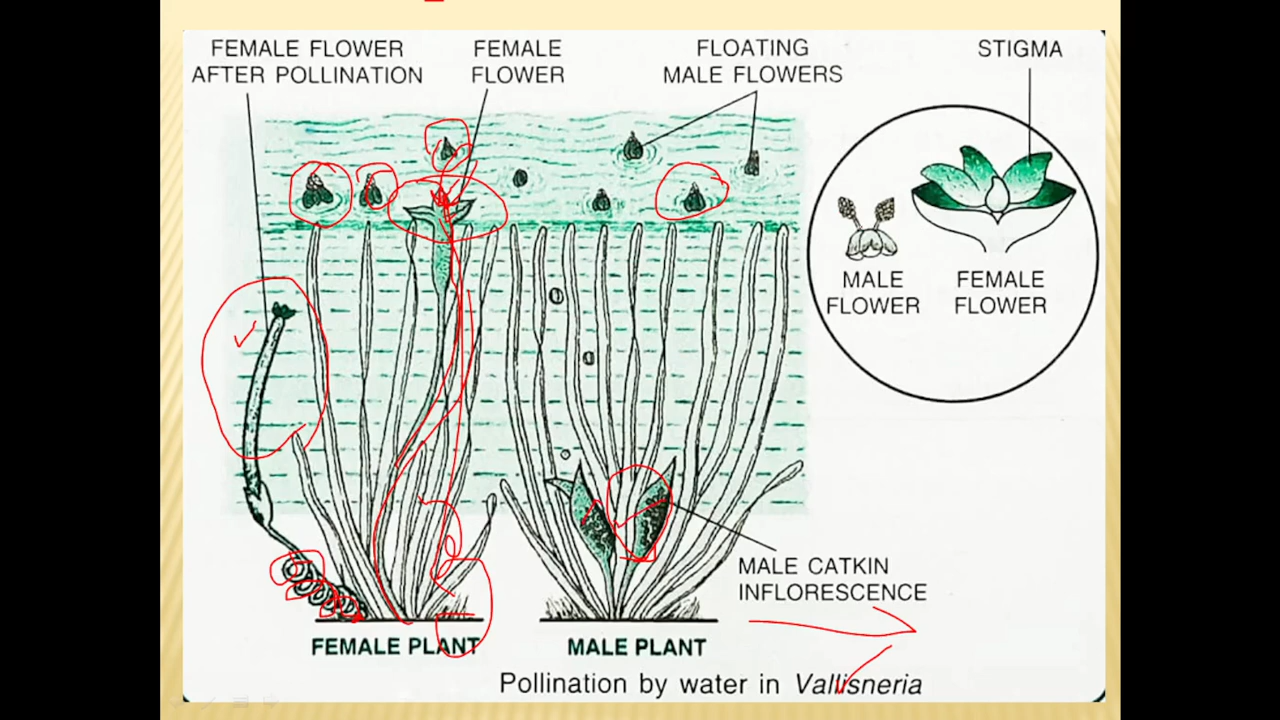 FEMALE FLOWER
AFTER POLLINATION
FEMALE
FLOWER
FLOATING
MALE FLOWERS
STIGMA
MALE
FLOWER
FEMALE
FLOWER
MALE CATKIN
INFLORESCENCE
FEMALE PLANT
MALE PLANT
Pollination by water in Vallisneria